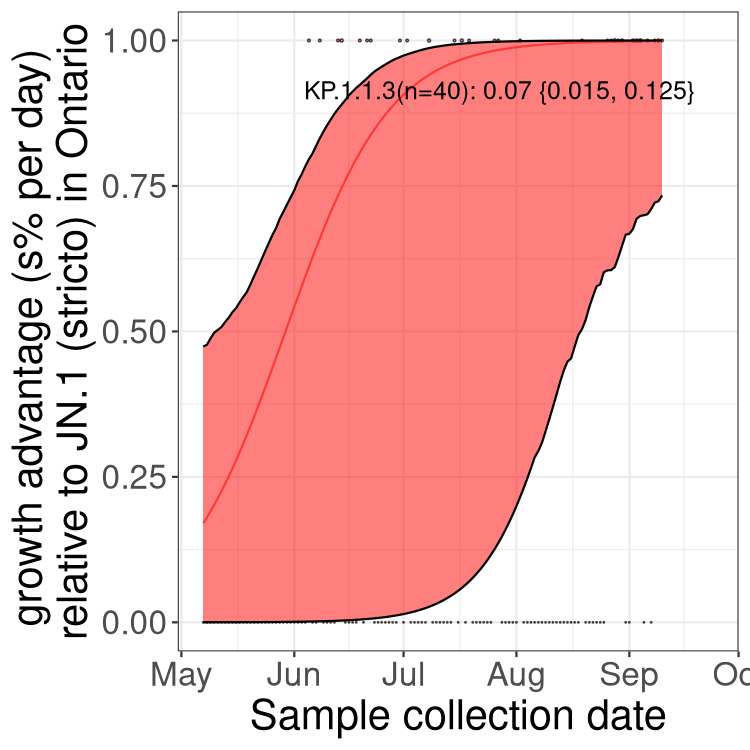 growth advantage (s% per day)
relative to JN.1 (stricto) in Ontario
1.00
0.75
0.50
0.25
0.00
KP.1.1.3(n=40): 0.07 {0.015, 0.125}
May Jun Jul Aug Sep Oc
Sample collection date